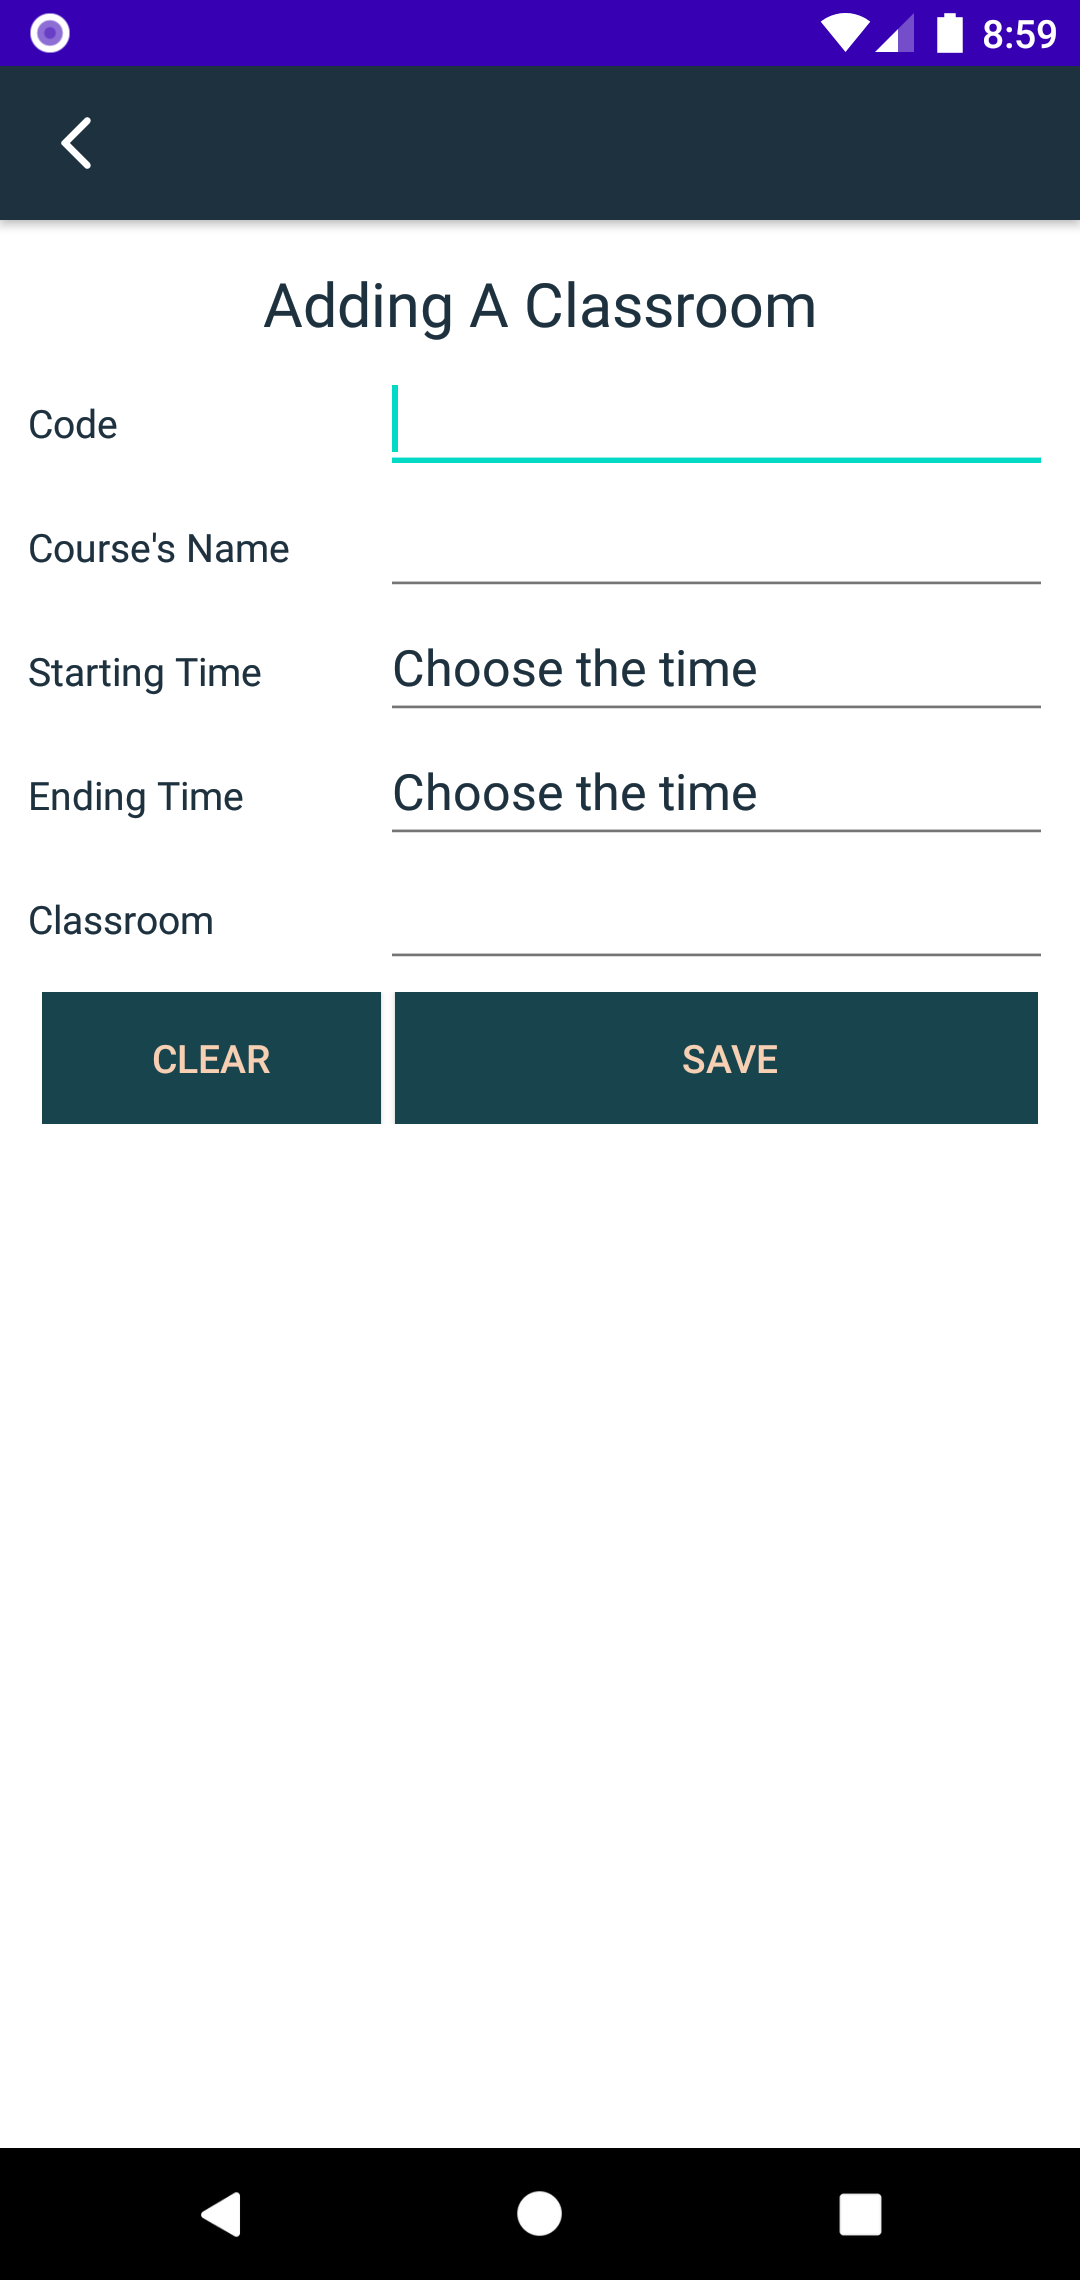 8:59
Adding A Classroom
Code
Course's Name
Starting Time Choose the time
Ending Time Choose the time
Classroom
CLEAR SAVE